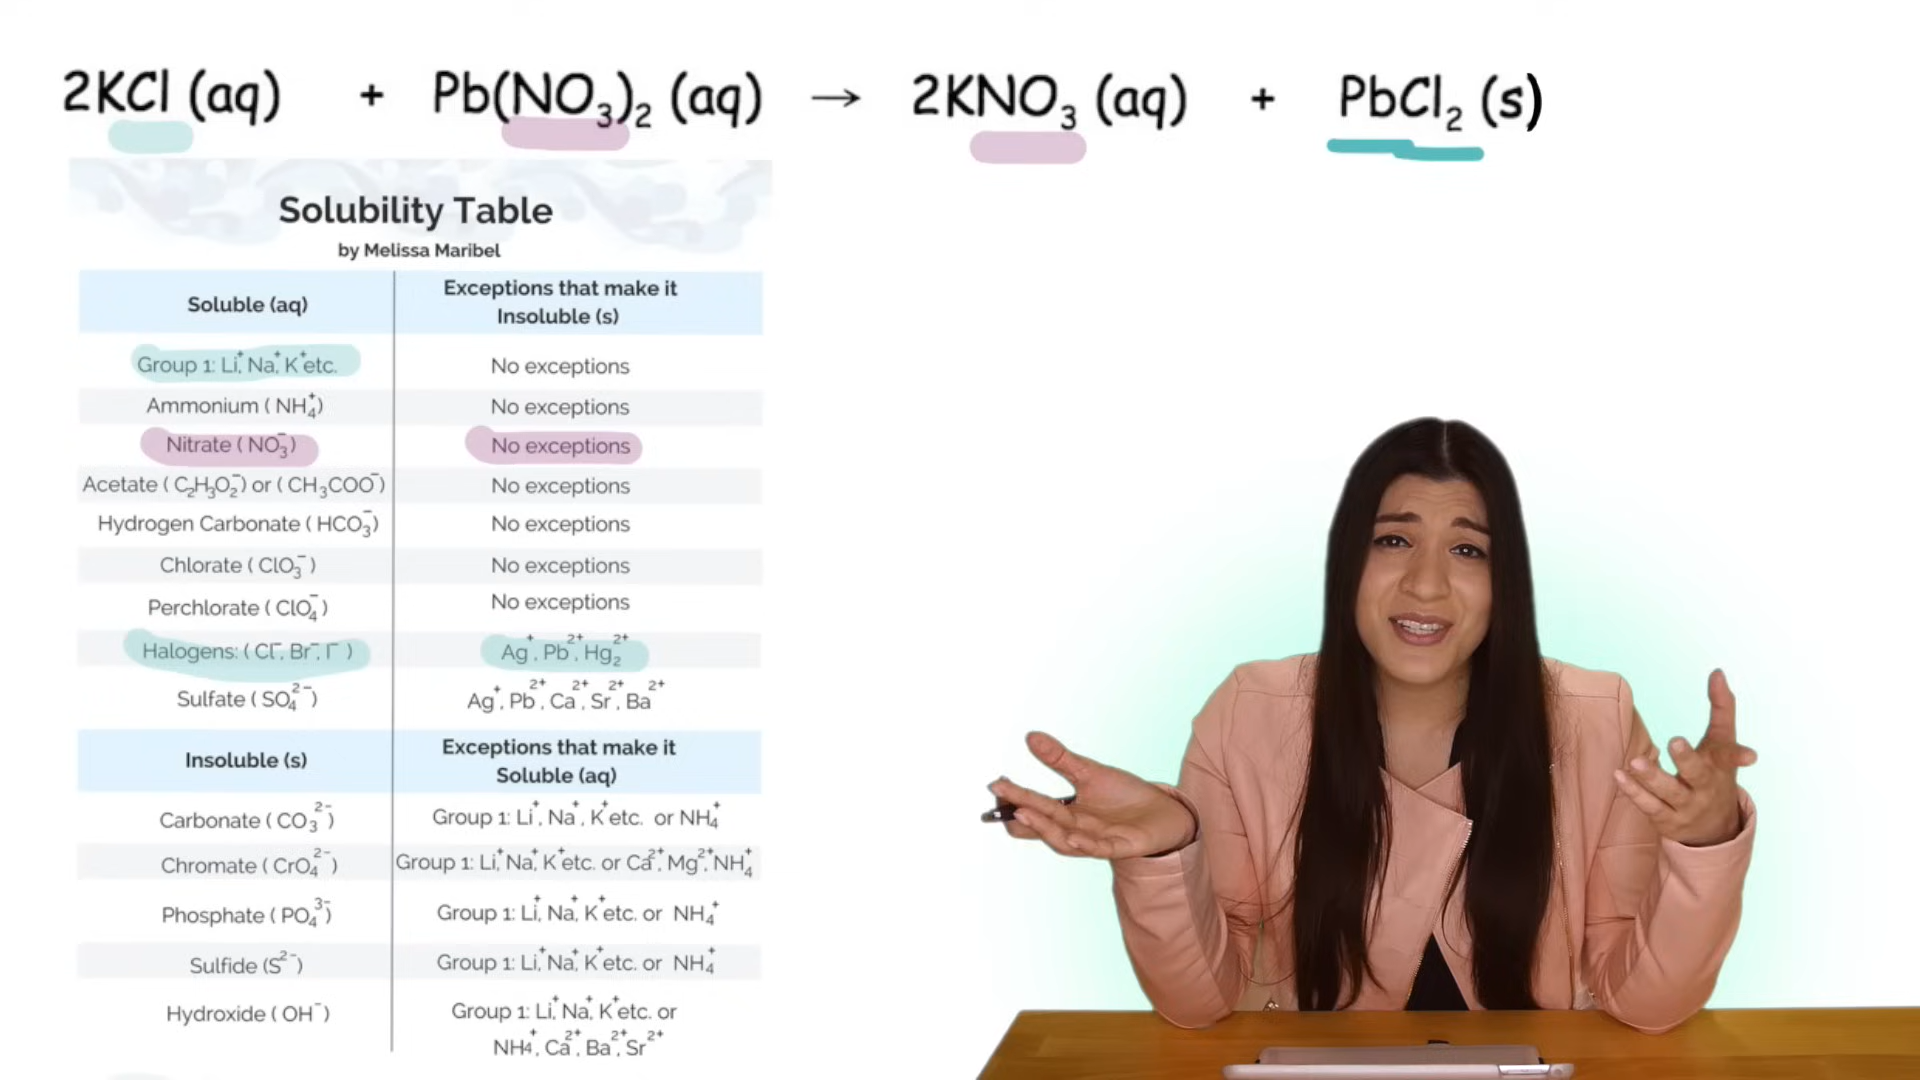 2KCl (aq) + Pb(NO₃)₂ (aq) → 2KNO₃ (aq) + PbCl₂ (s)
Solubility Table
by Melissa Maribel
Soluble (aq) Exceptions that make it Insoluble (s)
Group 1: Li⁺, Na⁺, K⁺ etc. No exceptions
Ammonium ( NH₄⁺) No exceptions
Nitrate ( NO₃⁻) No exceptions
Acetate ( C₂H₃O₂⁻) or ( CH₃COO⁻) No exceptions
Hydrogen Carbonate ( HCO₃⁻) No exceptions
Chlorate ( ClO₃⁻) No exceptions
Perchlorate ( ClO₄⁻) No exceptions
Halogens: ( Cl⁻, Br⁻, I⁻ ) Ag⁺, Pb²⁺, Hg₂²⁺
Sulfate ( SO₄²⁻) Ag⁺, Pb²⁺, Ca²⁺, Sr²⁺, Ba²⁺
Insoluble (s) Exceptions that make it Soluble (aq)
Carbonate ( CO₃²⁻) Group 1: Li⁺, Na⁺, K⁺ etc. or NH₄⁺
Chromate ( CrO₄²⁻) Group 1: Li⁺, Na⁺, K⁺ etc. or Ca²⁺, Mg²⁺, NH₄⁺
Phosphate ( PO₄³⁻) Group 1: Li⁺, Na⁺, K⁺ etc. or NH₄⁺
Sulfide (S²⁻) Group 1: Li⁺, Na⁺, K⁺ etc. or NH₄⁺
Hydroxide ( OH⁻) Group 1: Li⁺, Na⁺, K⁺ etc. or
NH4⁺, Ca²⁺, Ba²⁺, Sr²⁺